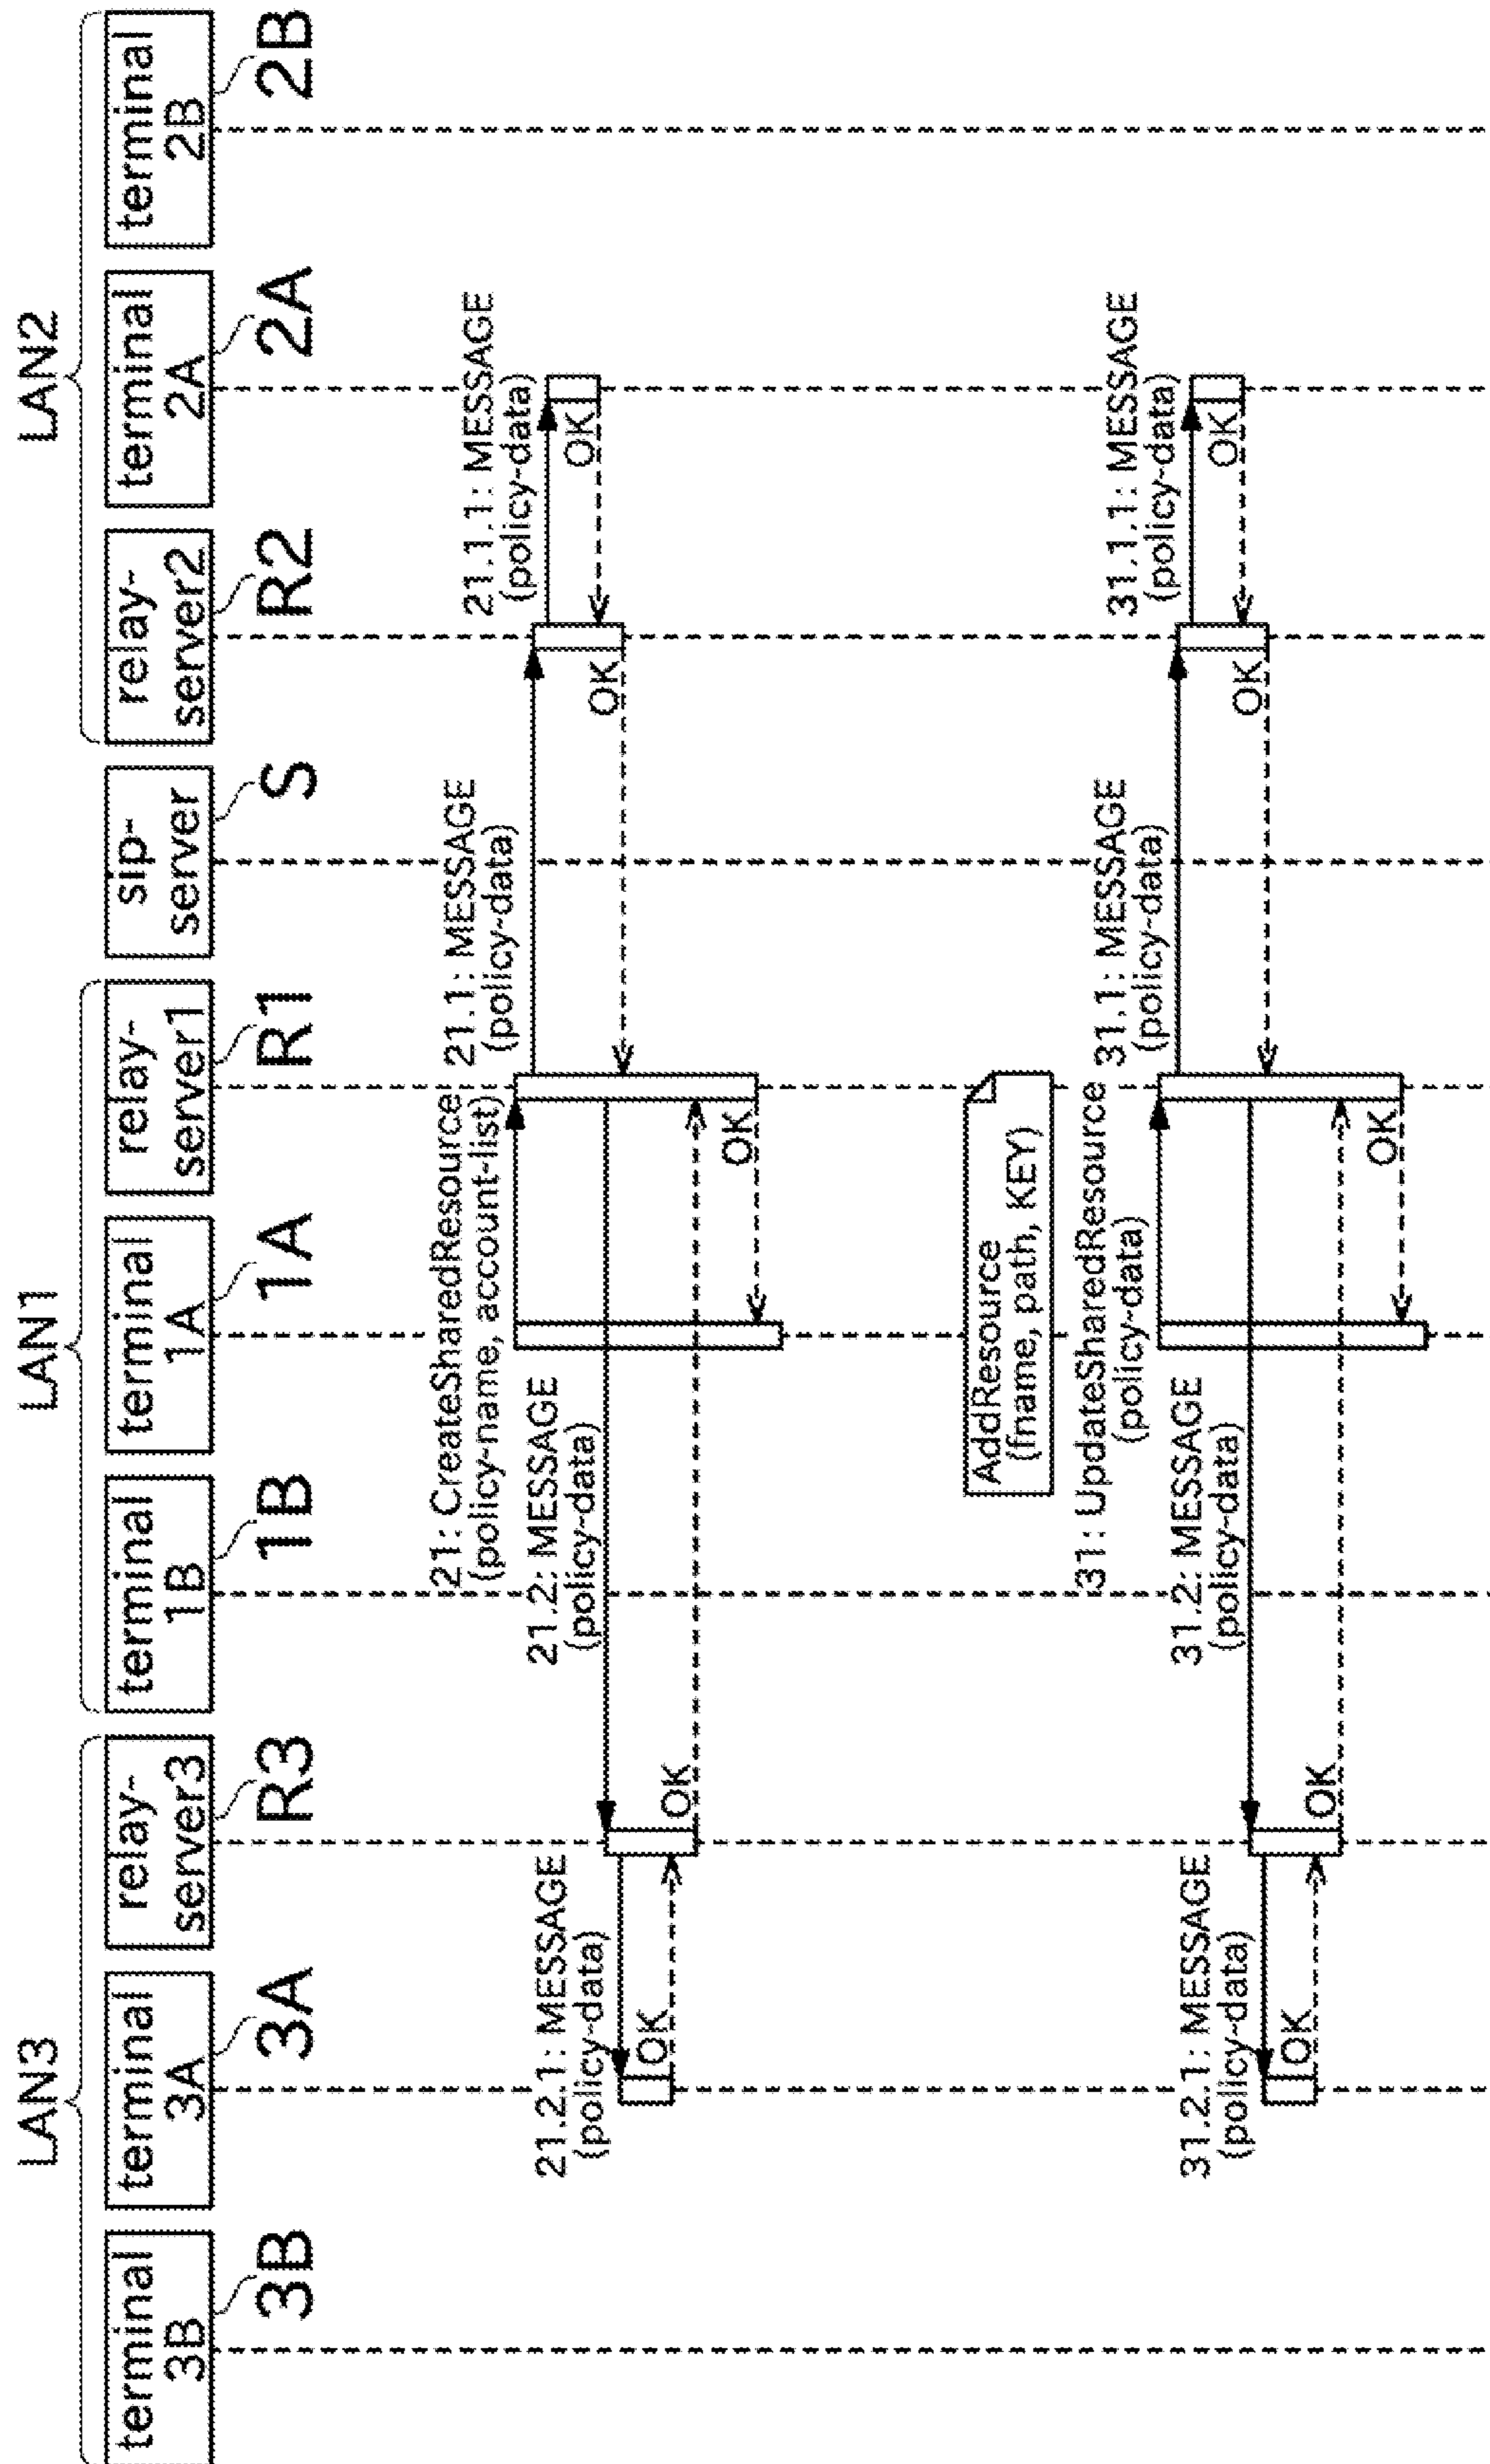 LAN3
LAN1
LAN2
terminal
3B
terminal
3A
relay-
server3
terminal
1B
terminal
1A
relay-
server1
sip-
server
relay-
server2
terminal
2A
terminal
2B
3B
3A
R3
1B
1A
R1
S
R2
2A
2B
21: CreateSharedResource
(policy-name, account-list)
21.1: MESSAGE
(policy-data)
21.1.1: MESSAGE
(policy-data)
OK
OK
21.2: MESSAGE
(policy-data)
21.2.1: MESSAGE
(policy-data)
OK
OK
OK
AddResource
(fname, path, KEY)
31: UpdateSharedResource
(policy-data)
31.1: MESSAGE
(policy-data)
31.1.1: MESSAGE
(policy-data)
OK
OK
31.2: MESSAGE
(policy-data)
31.2.1: MESSAGE
(policy-data)
OK
OK
OK